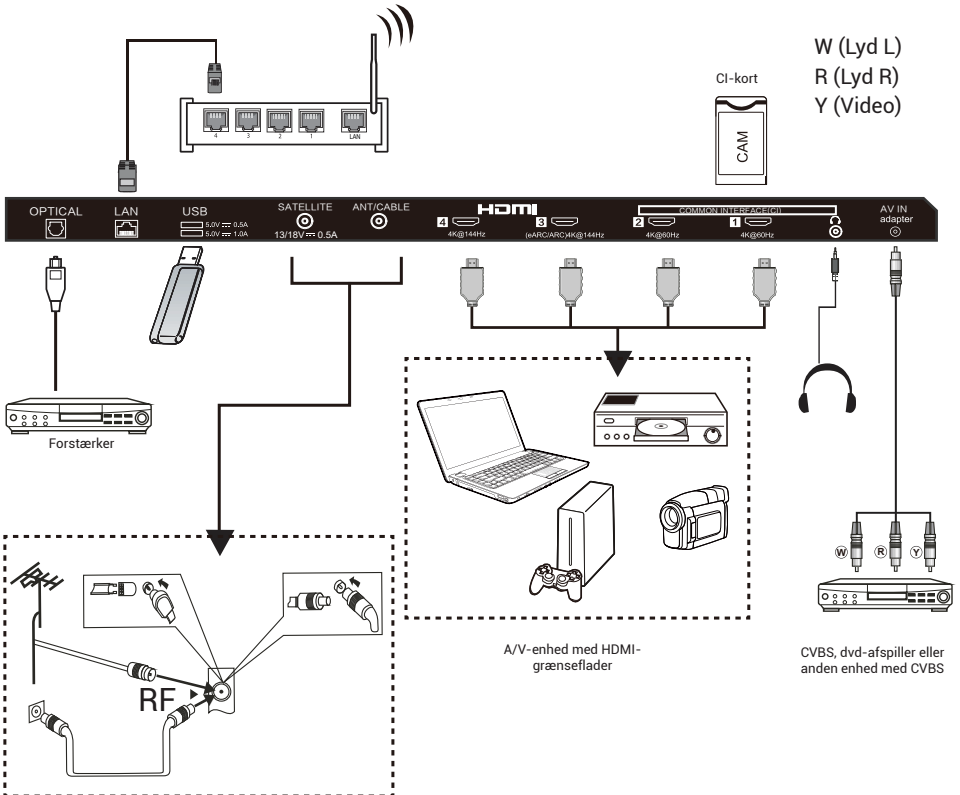 W (Lyd L)
R (Lyd R)
Y (Video)
CI-kort
CAM
4
3
2
1
LAN
OPTICAL
LAN
USB
5.0V ⎓ 0.5A
5.0V ⎓ 1.0A
SATELLITE
13/18V ⎓ 0.5A
ANT/CABLE
HDMI
4
4K@144Hz
3
(eARC/ARC)4K@144Hz
COMMON INTERFACE(CI)
2
4K@60Hz
1
4K@60Hz
AV IN
adapter
Forstærker
W
R
Y
RF
A/V-enhed med HDMI-
grænseflader
CVBS, dvd-afspiller eller
anden enhed med CVBS